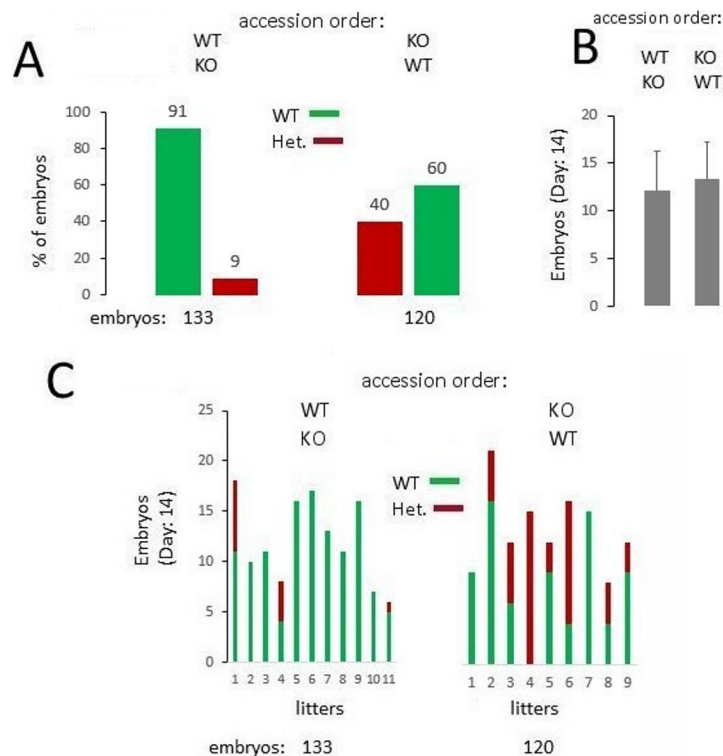 accession order:
WT KO
KO WT
A
WT
Het.
% of embryos
100
80
60
40
20
0
91
9
40
60
embryos: 133 120
accession order:
B
WT KO
KO WT
Embryos (Day: 14)
20
15
10
5
0
C
accession order:
WT KO
KO WT
WT
Het.
Embryos
(Day: 14)
25
20
15
10
5
0
1 2 3 4 5 6 7 8 9 10 11
1 2 3 4 5 6 7 8 9
litters litters
embryos: 133 120